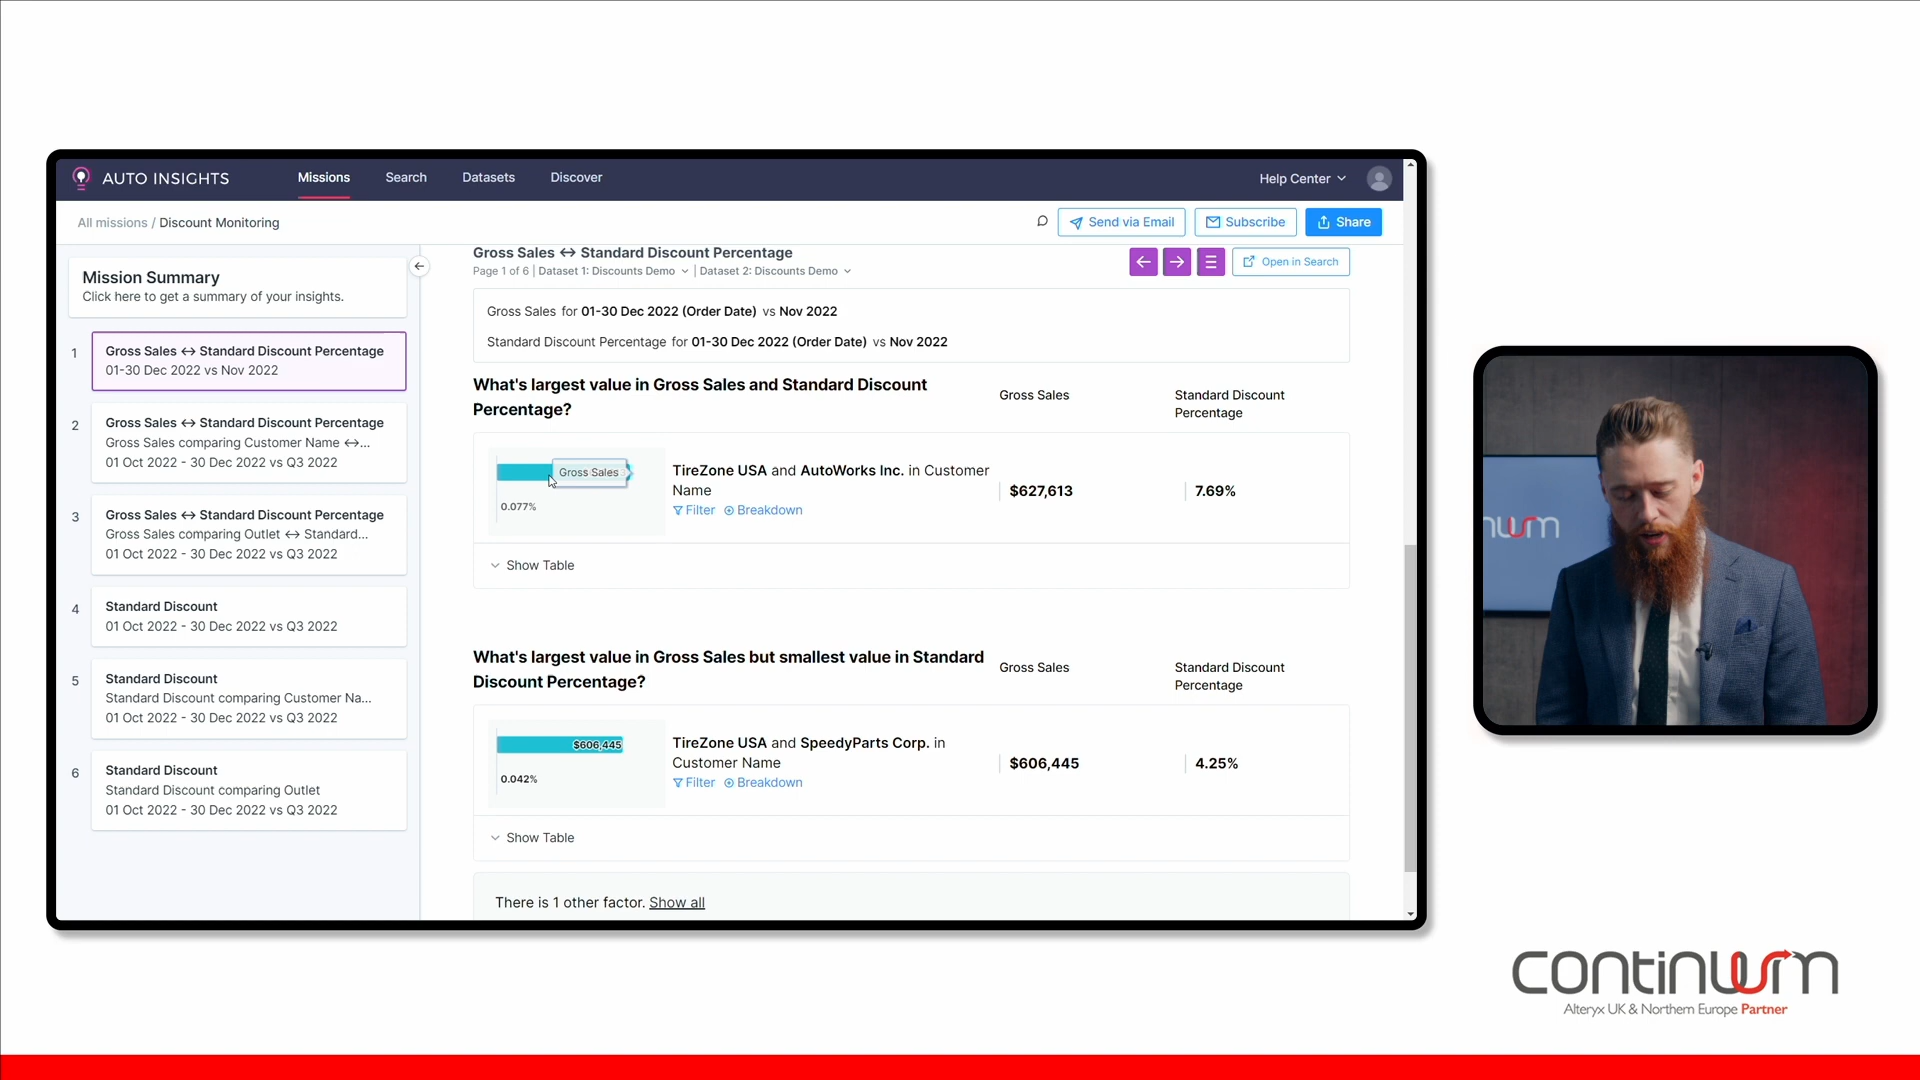 AUTO INSIGHTS
Missions
Search
Datasets
Discover
Help Center
All missions / Discount Monitoring
Send via Email
Subscribe
Share
Mission Summary
Click here to get a summary of your insights.
1
Gross Sales ↔ Standard Discount Percentage
01-30 Dec 2022 vs Nov 2022
2
Gross Sales ↔ Standard Discount Percentage
Gross Sales comparing Customer Name ↔...
01 Oct 2022 - 30 Dec 2022 vs Q3 2022
3
Gross Sales ↔ Standard Discount Percentage
Gross Sales comparing Outlet ↔ Standard...
01 Oct 2022 - 30 Dec 2022 vs Q3 2022
4
Standard Discount
01 Oct 2022 - 30 Dec 2022 vs Q3 2022
5
Standard Discount
Standard Discount comparing Customer Na...
01 Oct 2022 - 30 Dec 2022 vs Q3 2022
6
Standard Discount
Standard Discount comparing Outlet
01 Oct 2022 - 30 Dec 2022 vs Q3 2022
Gross Sales ↔ Standard Discount Percentage
Page 1 of 6 | Dataset 1: Discounts Demo | Dataset 2: Discounts Demo
Open in Search
Gross Sales for 01-30 Dec 2022 (Order Date) vs Nov 2022
Standard Discount Percentage for 01-30 Dec 2022 (Order Date) vs Nov 2022
What's largest value in Gross Sales and Standard Discount
Percentage?
Gross Sales
Standard Discount
Percentage
Gross Sales
0.077%
TireZone USA and AutoWorks Inc. in Customer
Name
Filter
Breakdown
$627,613
7.69%
Show Table
What's largest value in Gross Sales but smallest value in Standard
Discount Percentage?
Gross Sales
Standard Discount
Percentage
$606,445
0.042%
TireZone USA and SpeedyParts Corp. in
Customer Name
Filter
Breakdown
$606,445
4.25%
Show Table
There is 1 other factor. Show all
continuum
Alteryx UK & Northern Europe Partner